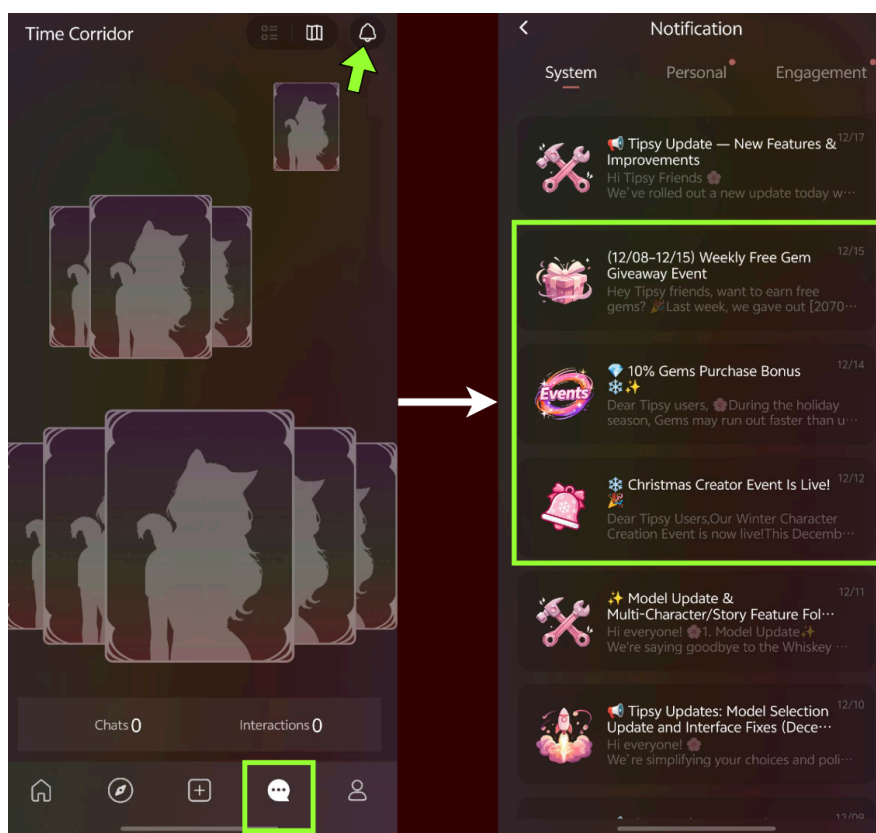 Time Corridor
Chats 0
Interactions 0
Notification
System
Personal
Engagement
📢 Tipsy Update — New Features &
Improvements
12/17
Hi Tipsy Friends 🌸
We've rolled out a new update today w···
(12/08–12/15) Weekly Free Gem
Giveaway Event
12/15
Hey Tipsy friends, want to earn free
gems? 🎉Last week, we gave out [2070···
Events
💎 10% Gems Purchase Bonus
❄️✨
12/14
Dear Tipsy users, 🌸During the holiday
season, Gems may run out faster than u···
❄️ Christmas Creator Event Is Live!
🎉
12/12
Dear Tipsy Users,Our Winter Character
Creation Event is now live!This Decemb···
✨ Model Update &
Multi-Character/Story Feature Fol···
12/11
Hi everyone! 🌸1. Model Update✨
We're saying goodbye to the Whiskey ···
📢 Tipsy Updates: Model Selection
Update and Interface Fixes (Dece···
12/10
Hi everyone! 🌸
We're simplifying your choices and poli···
12/09